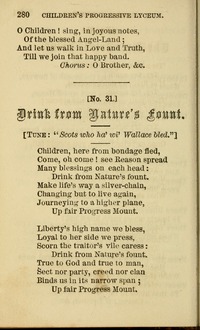 280 CHILDREN'S PROGRESSIVE LYCEUM.
O Children! sing, in joyous notes,
Of the blessed Angel-Land;
And let us walk in Love and Truth,
Till we join that happy band.
Chorus: O Brother, &c.
[No. 31.]
Drink from Nature's Fount.
[TUNE: "Scots who ha' wi' Wallace bled."]
Children, here from bondage fled,
Come, oh come! see Reason spread
Many blessings on each head:
Drink from Nature's fount.
Make life's way a silver-chain,
Changing but to live again,
Journeying to a higher plane,
Up fair Progress Mount.
Liberty's high name we bless,
Loyal to her side we press,
Scorn the traitor's vile caress:
Drink from Nature's fount.
True to God and true to man,
Sect nor party, creed nor clan
Binds us in its narrow span;
Up fair Progress Mount.